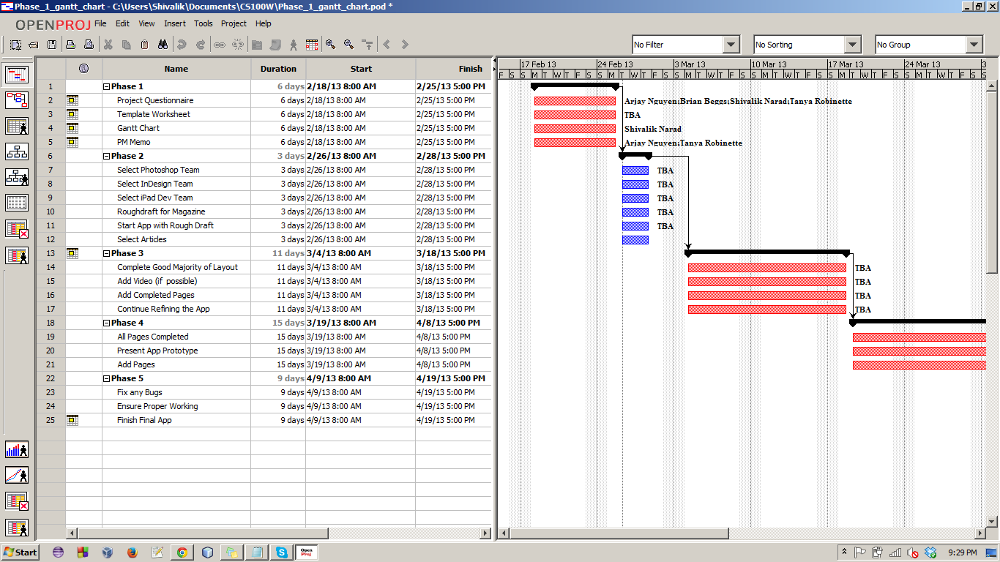 Phase_1_gantt_chart - C:\Users\Shivalik\Documents\CS100W\Phase_1_gantt_chart.pod *
OPENPROJ File Edit View Insert Tools Project Help
No Filter No Sorting No Group
Name Duration Start Finish
17 Feb 13 24 Feb 13 3 Mar 13 10 Mar 13 17 Mar 13 24 Mar 13 3
F S S M T W T F S S M T W T F S S M T W T F S S M T W T F S S M T W T F S S M T W T F S S
1 Phase 1 6 days 2/18/13 8:00 AM 2/25/13 5:00 PM
2 Project Questionnaire 6 days 2/18/13 8:00 AM 2/25/13 5:00 PM Arjay Nguyen;Brian Beggs;Shivalik Narad;Tanya Robinette
3 Template Worksheet 6 days 2/18/13 8:00 AM 2/25/13 5:00 PM TBA
4 Gantt Chart 6 days 2/18/13 8:00 AM 2/25/13 5:00 PM Shivalik Narad
5 PM Memo 6 days 2/18/13 8:00 AM 2/25/13 5:00 PM Arjay Nguyen;Tanya Robinette
6 Phase 2 3 days 2/26/13 8:00 AM 2/28/13 5:00 PM
7 Select Photoshop Team 3 days 2/26/13 8:00 AM 2/28/13 5:00 PM TBA
8 Select InDesign Team 3 days 2/26/13 8:00 AM 2/28/13 5:00 PM TBA
9 Select iPad Dev Team 3 days 2/26/13 8:00 AM 2/28/13 5:00 PM TBA
10 Roughdraft for Magazine 3 days 2/26/13 8:00 AM 2/28/13 5:00 PM TBA
11 Start App with Rough Draft 3 days 2/26/13 8:00 AM 2/28/13 5:00 PM TBA
12 Select Articles 3 days 2/26/13 8:00 AM 2/28/13 5:00 PM
13 Phase 3 11 days 3/4/13 8:00 AM 3/18/13 5:00 PM
14 Complete Good Majority of Layout 11 days 3/4/13 8:00 AM 3/18/13 5:00 PM TBA
15 Add Video (if possible) 11 days 3/4/13 8:00 AM 3/18/13 5:00 PM TBA
16 Add Completed Pages 11 days 3/4/13 8:00 AM 3/18/13 5:00 PM TBA
17 Continue Refining the App 11 days 3/4/13 8:00 AM 3/18/13 5:00 PM TBA
18 Phase 4 15 days 3/19/13 8:00 AM 4/8/13 5:00 PM
19 All Pages Completed 15 days 3/19/13 8:00 AM 4/8/13 5:00 PM
20 Present App Prototype 15 days 3/19/13 8:00 AM 4/8/13 5:00 PM
21 Add Pages 15 days 3/19/13 8:00 AM 4/8/13 5:00 PM
22 Phase 5 9 days 4/9/13 8:00 AM 4/19/13 5:00 PM
23 Fix any Bugs 9 days 4/9/13 8:00 AM 4/19/13 5:00 PM
24 Ensure Proper Working 9 days 4/9/13 8:00 AM 4/19/13 5:00 PM
25 Finish Final App 9 days 4/9/13 8:00 AM 4/19/13 5:00 PM
Start Open Proj 9:29 PM